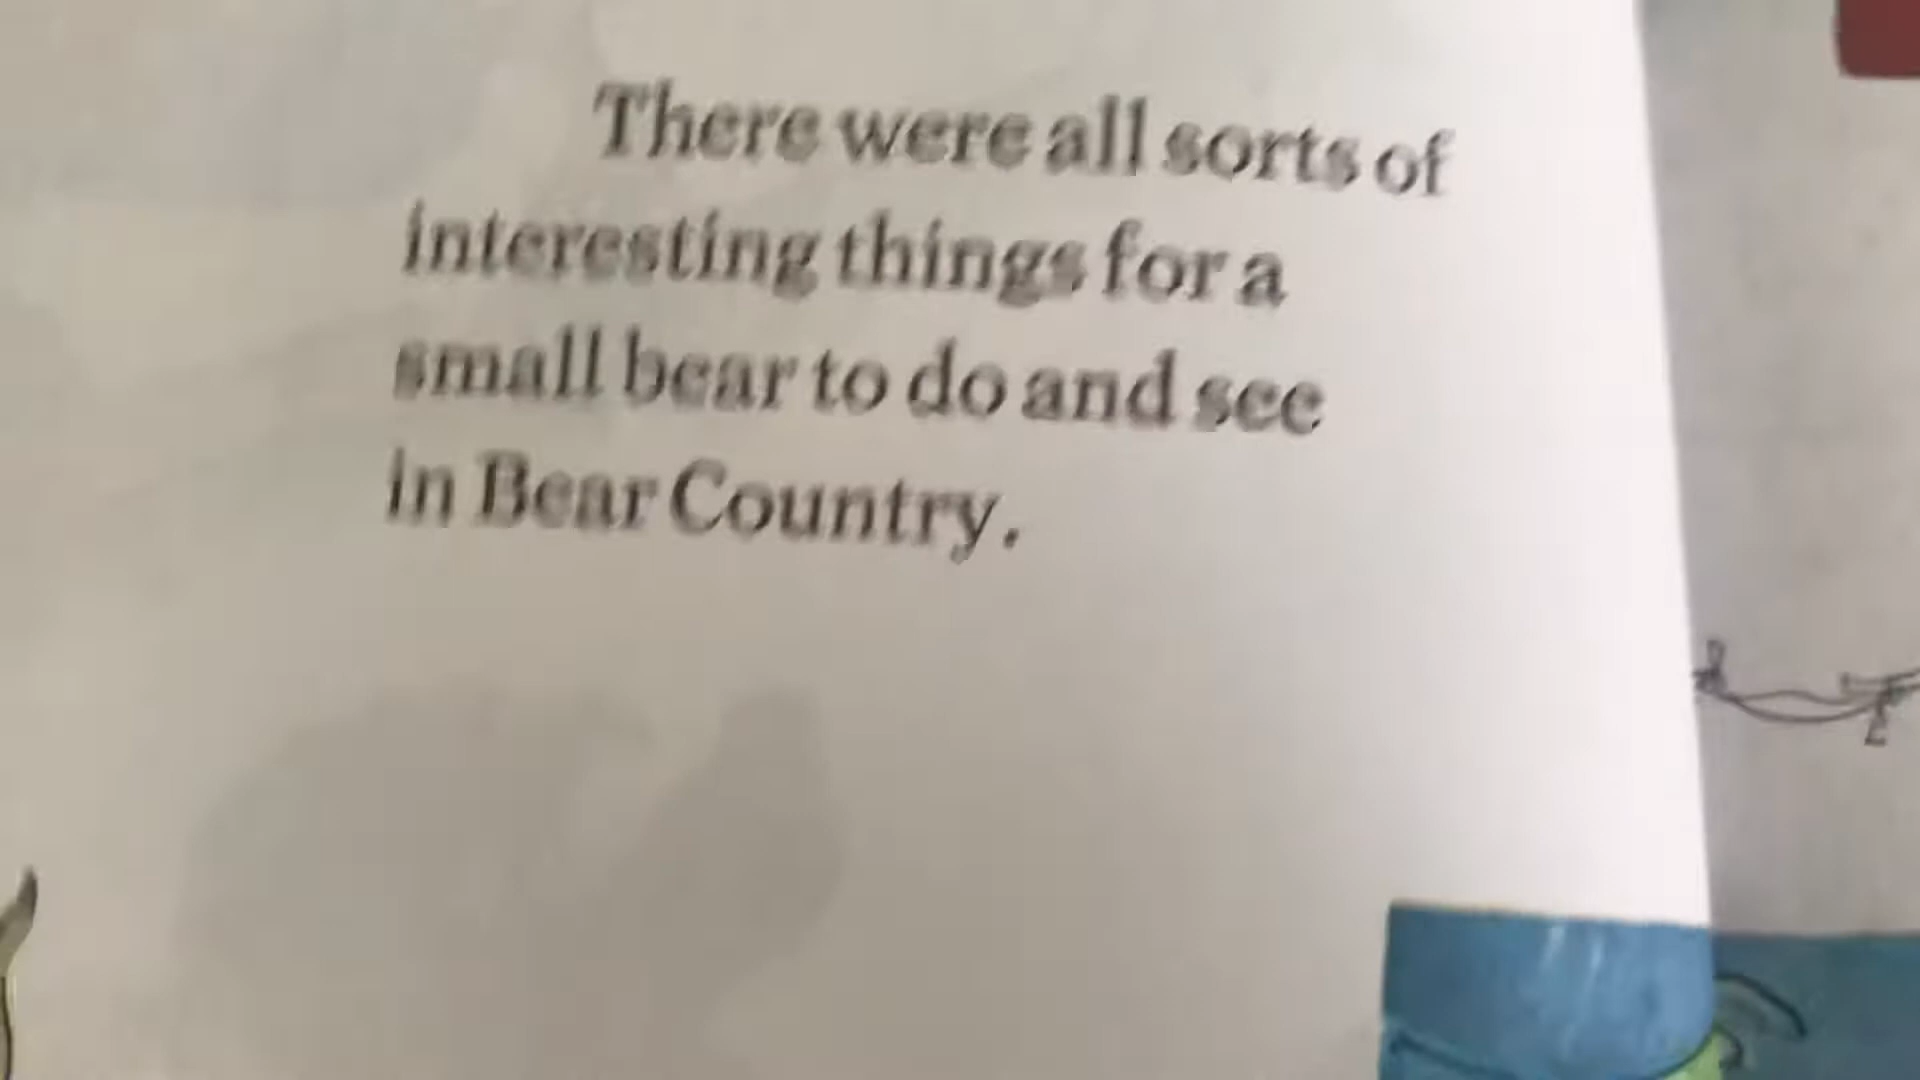 There were all sorts of
interesting things for a
small bear to do and see
in Bear Country.